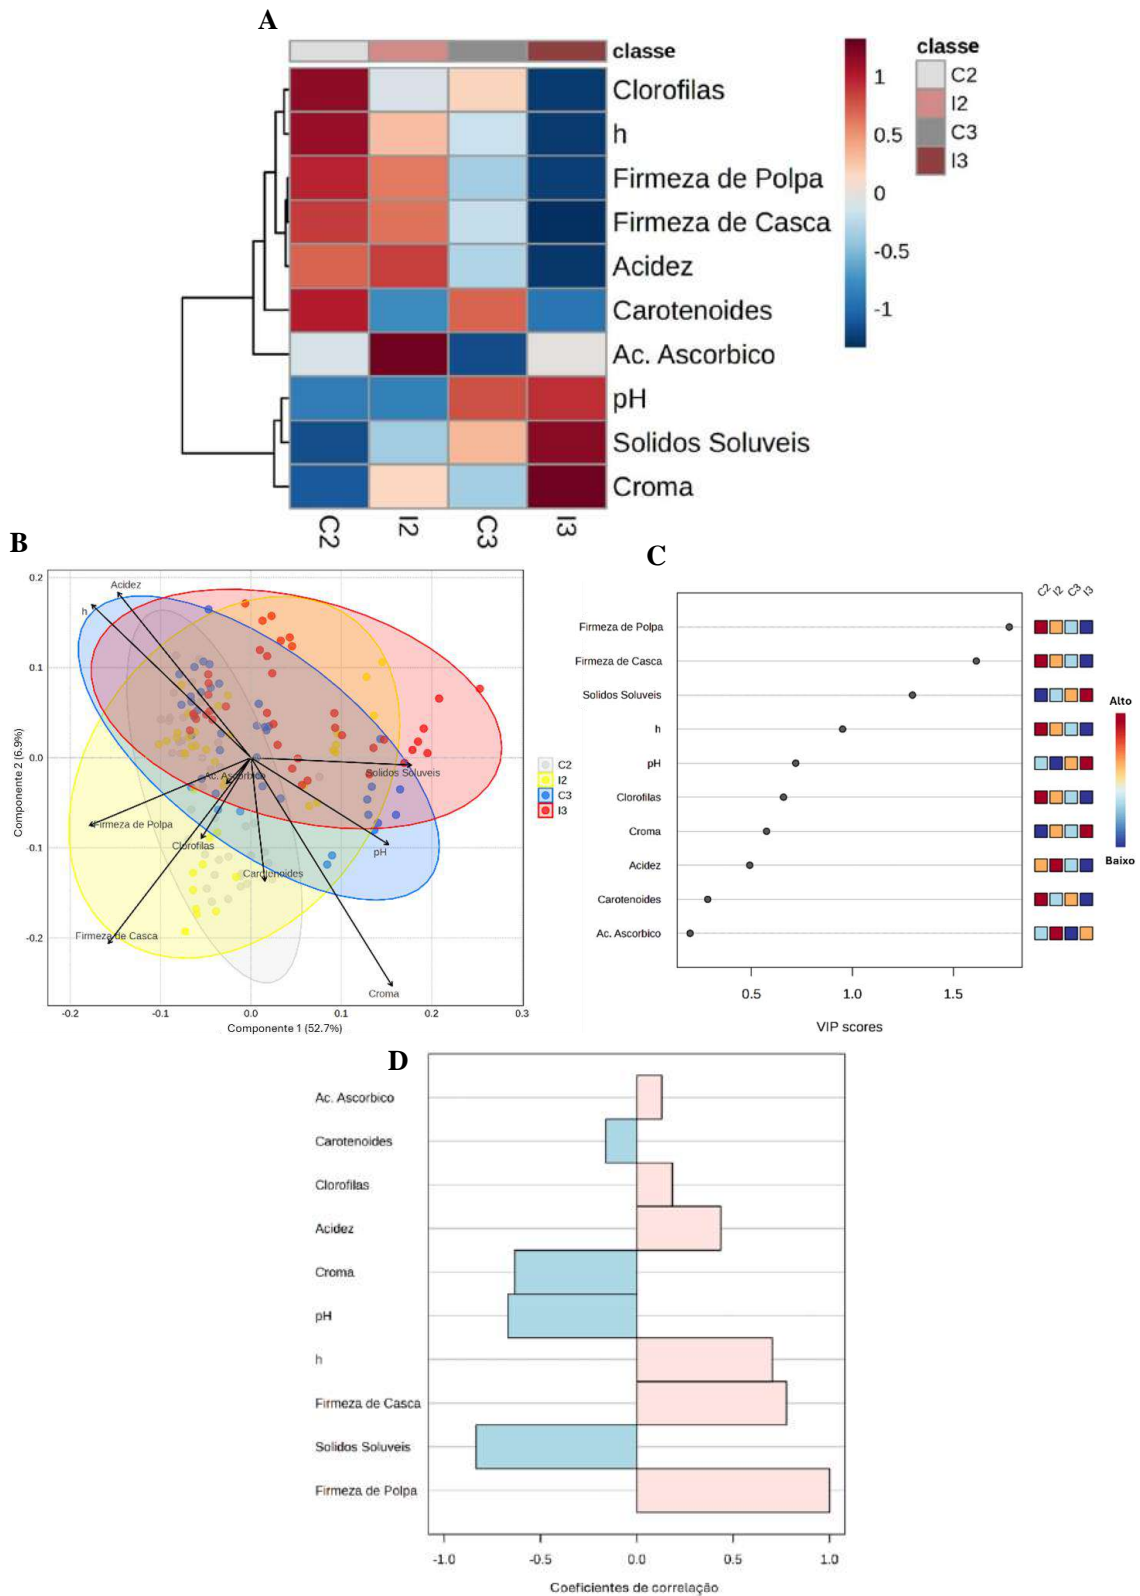 A
classe
Clorofilas
h
Firmeza de Polpa
Firmeza de Casca
Acidez
Carotenoides
Ac. Ascorbico
pH
Solidos Soluveis
Croma
C2
I2
C3
I3
1
0.5
0
-0.5
-1
classe
C2
I2
C3
I3
B
0.2
0.1
0.0
-0.1
-0.2
Componente 2 (6.9%)
Acidez
h
Ac. Ascorbico
Solidos Soluveis
Firmeza de Polpa
Clorofilas
pH
Carotenoides
Firmeza de Casca
Croma
-0.2
-0.1
0.0
0.1
0.2
0.3
Componente 1 (52.7%)
C2
I2
C3
I3
C
C2
I2
C3
I3
Firmeza de Polpa
Firmeza de Casca
Solidos Soluveis
h
pH
Clorofilas
Croma
Acidez
Carotenoides
Ac. Ascorbico
Alto
Baixo
0.5
1.0
1.5
VIP scores
D
Ac. Ascorbico
Carotenoides
Clorofilas
Acidez
Croma
pH
h
Firmeza de Casca
Solidos Soluveis
Firmeza de Polpa
-1.0
-0.5
0.0
0.5
1.0
Coeficientes de correlação